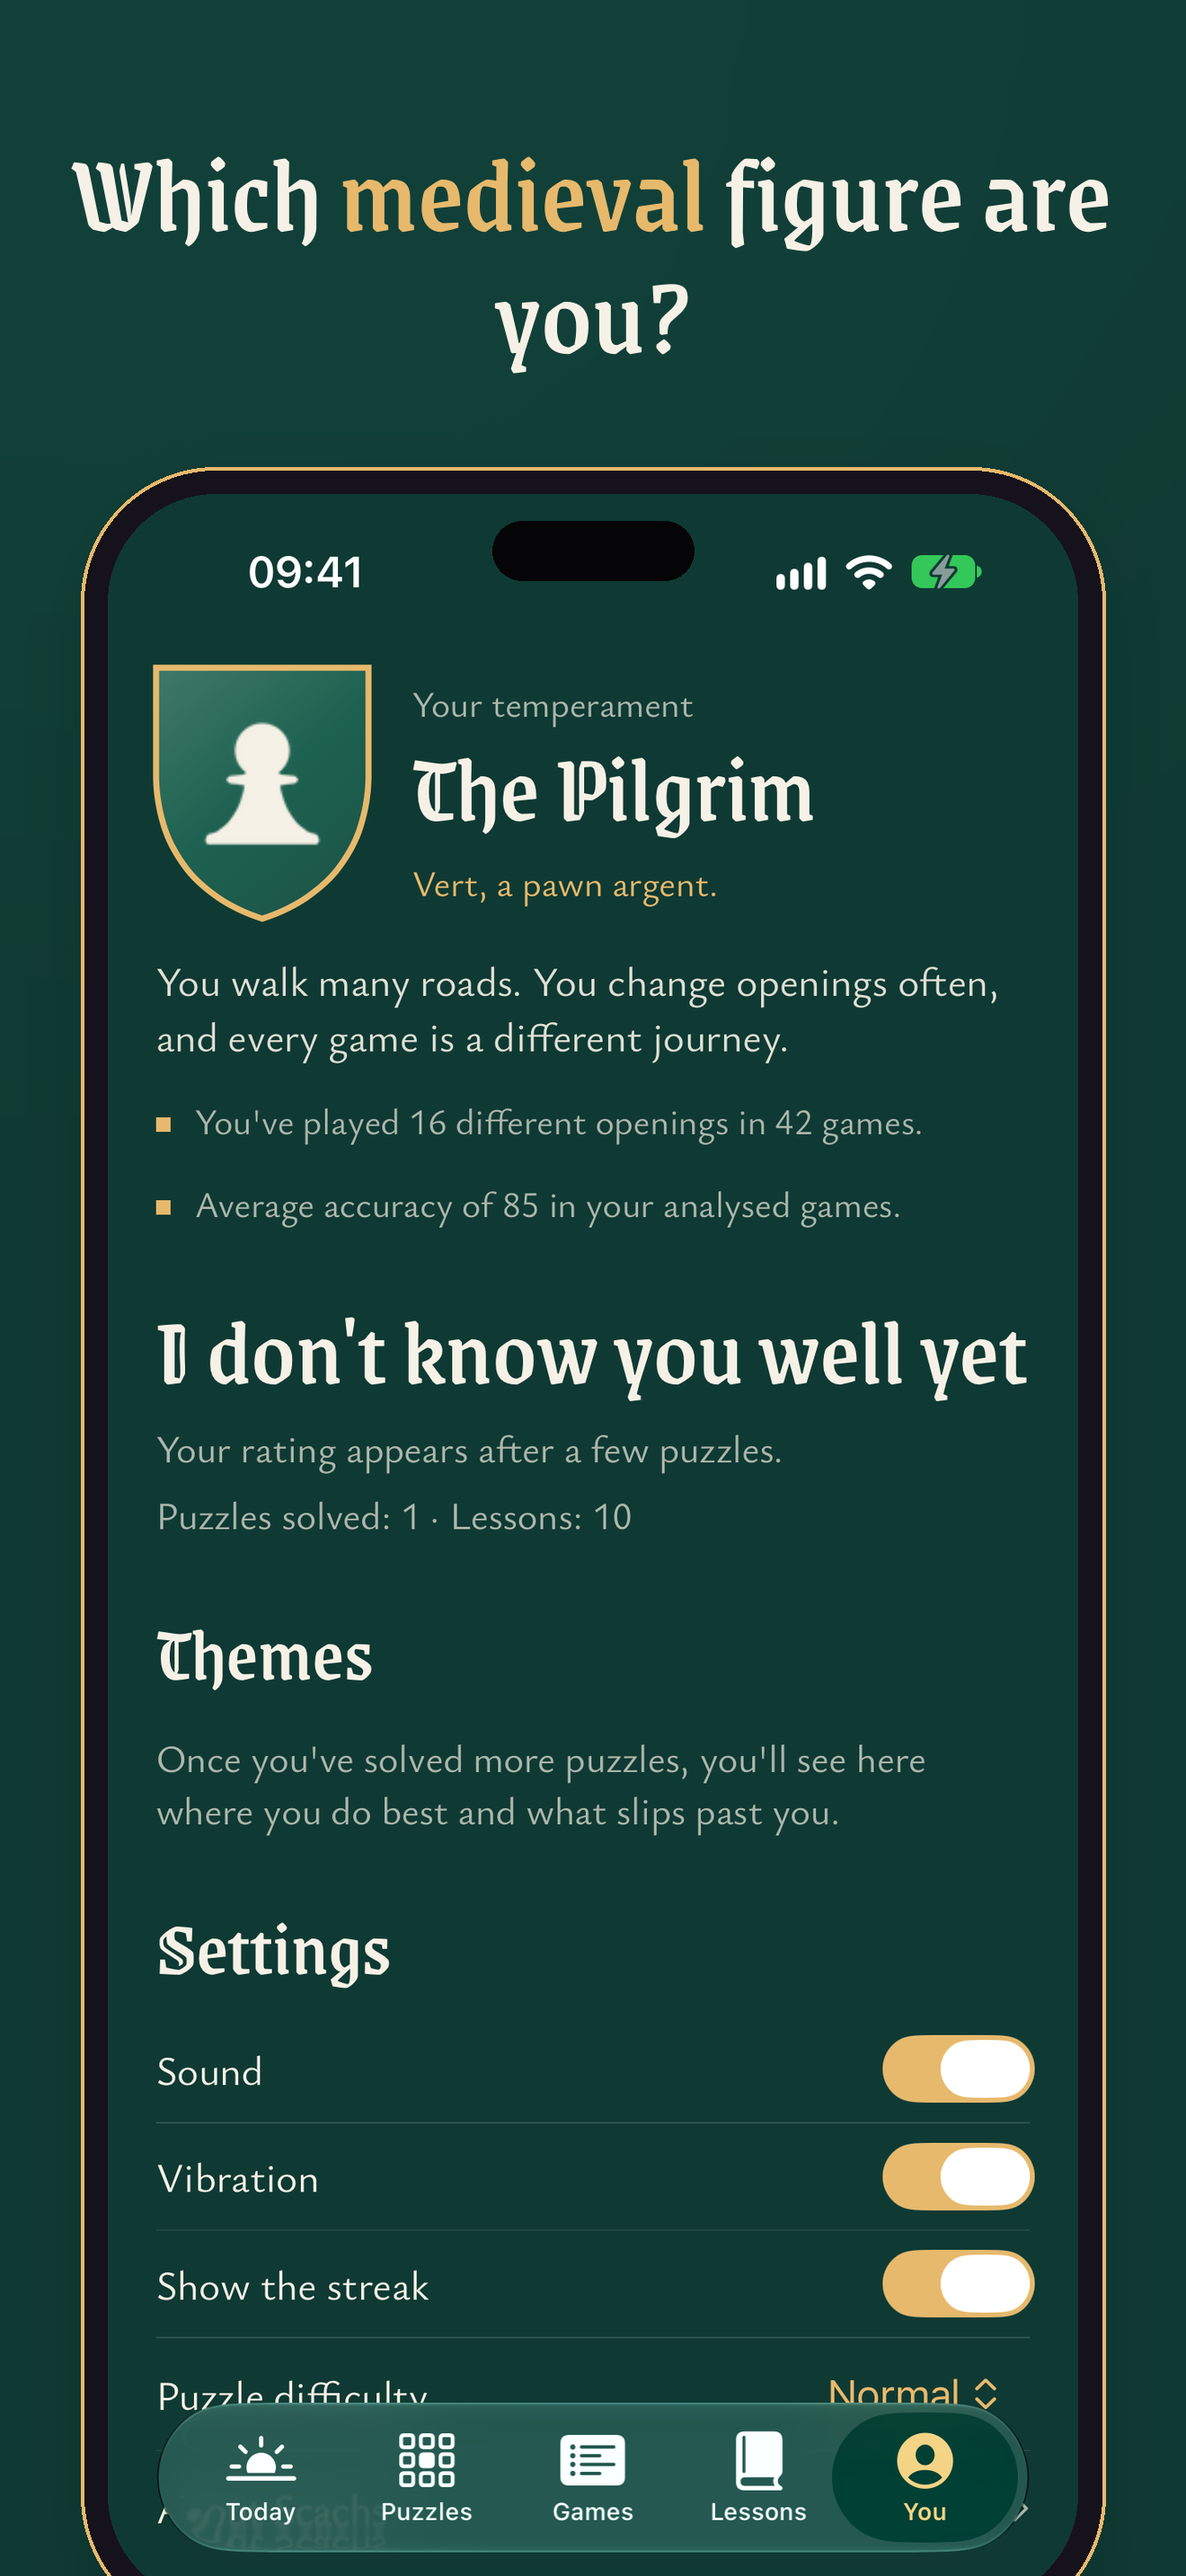 Which medieval figure are
you?
09:41
Your temperament
The Pilgrim
Vert, a pawn argent.
You walk many roads. You change openings often,
and every game is a different journey.
You've played 16 different openings in 42 games.
Average accuracy of 85 in your analysed games.
I don't know you well yet
Your rating appears after a few puzzles.
Puzzles solved: 1 · Lessons: 10
Themes
Once you've solved more puzzles, you'll see here
where you do best and what slips past you.
Settings
Sound
Vibration
Show the streak
Puzzle difficulty Normal
Today Puzzles Games Lessons You